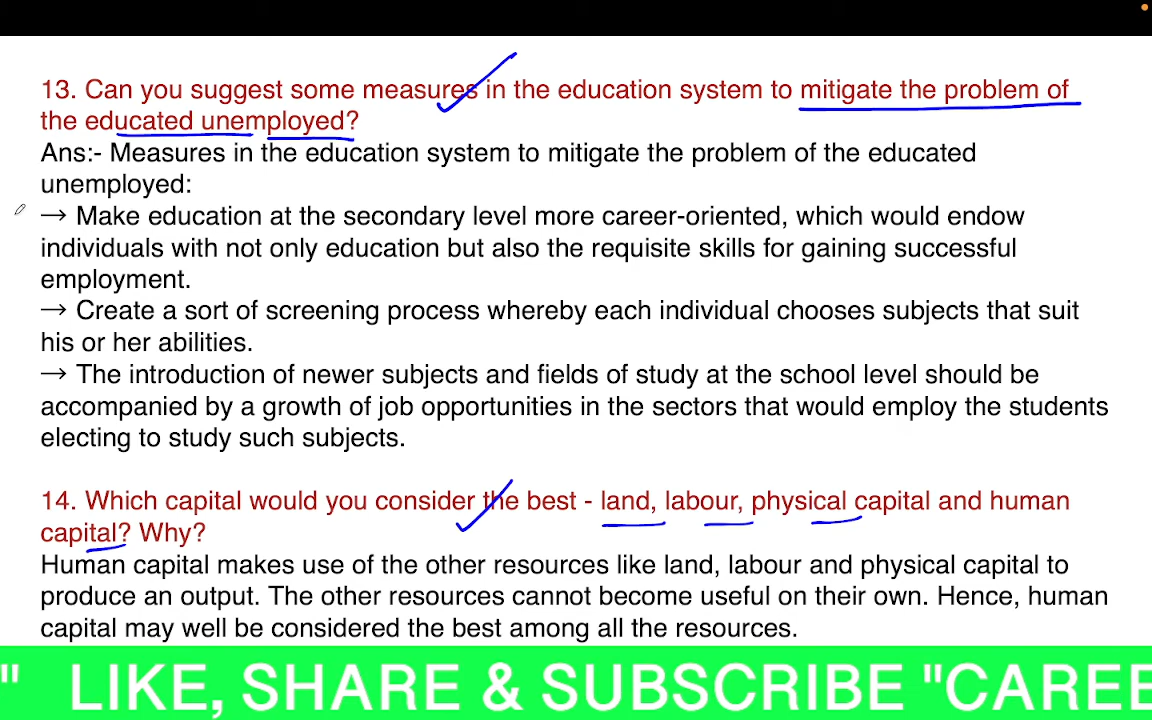 13. Can you suggest some measures in the education system to mitigate the problem of
the educated unemployed?
Ans:- Measures in the education system to mitigate the problem of the educated
unemployed:
→ Make education at the secondary level more career-oriented, which would endow
individuals with not only education but also the requisite skills for gaining successful
employment.
→ Create a sort of screening process whereby each individual chooses subjects that suit
his or her abilities.
→ The introduction of newer subjects and fields of study at the school level should be
accompanied by a growth of job opportunities in the sectors that would employ the students
electing to study such subjects.
14. Which capital would you consider the best - land, labour, physical capital and human
capital? Why?
Human capital makes use of the other resources like land, labour and physical capital to
produce an output. The other resources cannot become useful on their own. Hence, human
capital may well be considered the best among all the resources.
" LIKE, SHARE & SUBSCRIBE "CAREE